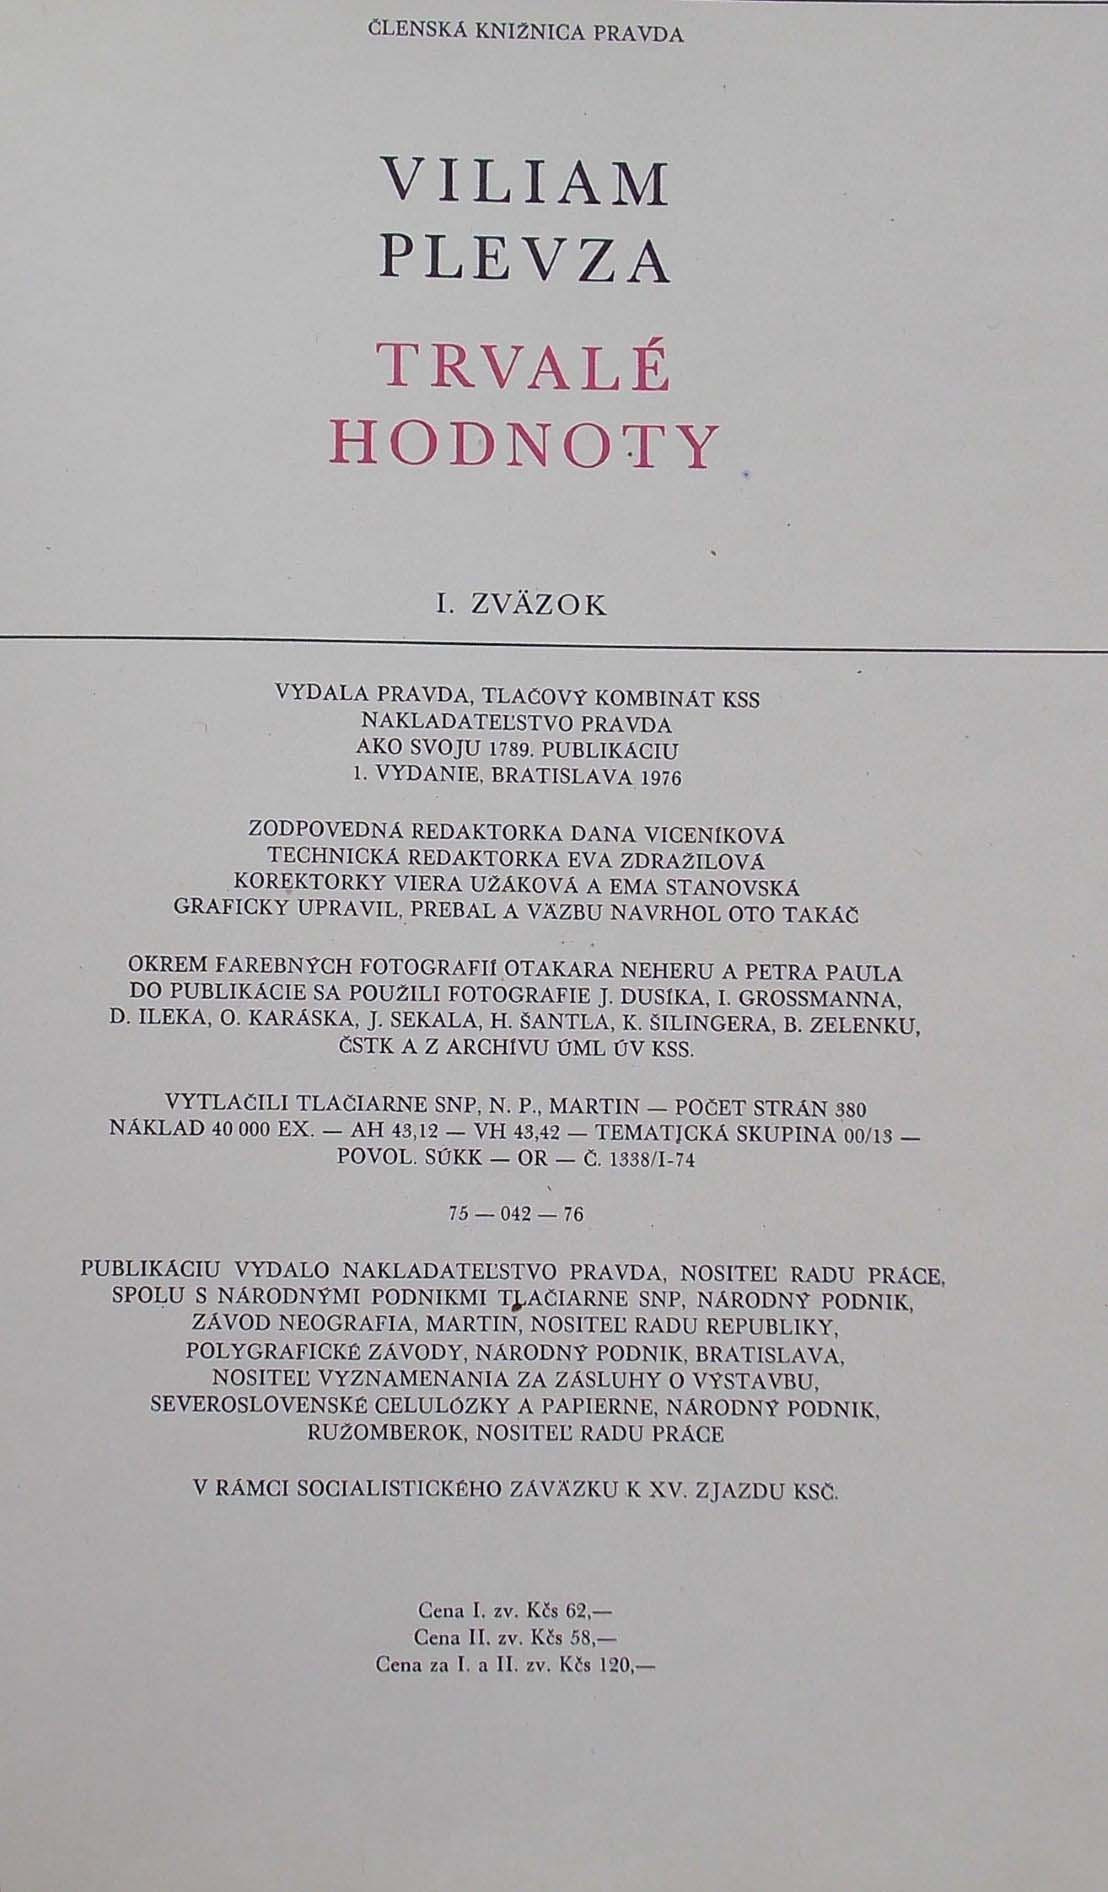 ČLENSKÁ KNIŽNICA PRAVDA
VILIAM
PLEVZA
TRVALÉ
HODNOTY
I. ZVÄZOK
VYDALA PRAVDA, TLAČOVÝ KOMBINÁT KSS
NAKLADATEĽSTVO PRAVDA
AKO SVOJU 1789. PUBLIKÁCIU
1. VYDANIE, BRATISLAVA 1976
ZODPOVEDNÁ REDAKTORKA DANA VICENÍKOVÁ
TECHNICKÁ REDAKTORKA EVA ZDRAŽILOVÁ
KOREKTORKY VIERA UŽÁKOVÁ A EMA STANOVSKÁ
GRAFICKY UPRAVIL, PREBAL A VÄZBU NAVRHOL OTO TAKÁČ
OKREM FAREBNÝCH FOTOGRAFIÍ OTAKARA NEHERU A PETRA PAULA
DO PUBLIKÁCIE SA POUŽILI FOTOGRAFIE J. DUSÍKA, I. GROSSMANNA,
D. ILEKA, O. KARÁSKA, J. SEKALA, H. ŠANTLA, K. ŠILINGERA, B. ZELENKU,
ČSTK A Z ARCHÍVU ÚML ÚV KSS.
VYTLAČILI TLAČIARNE SNP, N. P., MARTIN — POČET STRÁN 380
NÁKLAD 40 000 EX. — AH 43,12 — VH 43,42 — TEMATICKÁ SKUPINA 00/13 —
POVOL. SÚKK — OR — Č. 1338/I-74
75 — 042 — 76
PUBLIKÁCIU VYDALO NAKLADATEĽSTVO PRAVDA, NOSITEĽ RADU PRÁCE,
SPOLU S NÁRODNÝMI PODNIKMI TLAČIARNE SNP, NÁRODNÝ PODNIK,
ZÁVOD NEOGRAFIA, MARTIN, NOSITEĽ RADU REPUBLIKY,
POLYGRAFICKÉ ZÁVODY, NÁRODNÝ PODNIK, BRATISLAVA,
NOSITEĽ VYZNAMENANIA ZA ZÁSLUHY O VÝSTAVBU,
SEVEROSLOVENSKÉ CELULÓZKY A PAPIERNE, NÁRODNÝ PODNIK,
RUŽOMBEROK, NOSITEĽ RADU PRÁCE
V RÁMCI SOCIALISTICKÉHO ZÁVÄZKU K XV. ZJAZDU KSČ.
Cena I. zv. Kčs 62,—
Cena II. zv. Kčs 58,—
Cena za I. a II. zv. Kčs 120,—